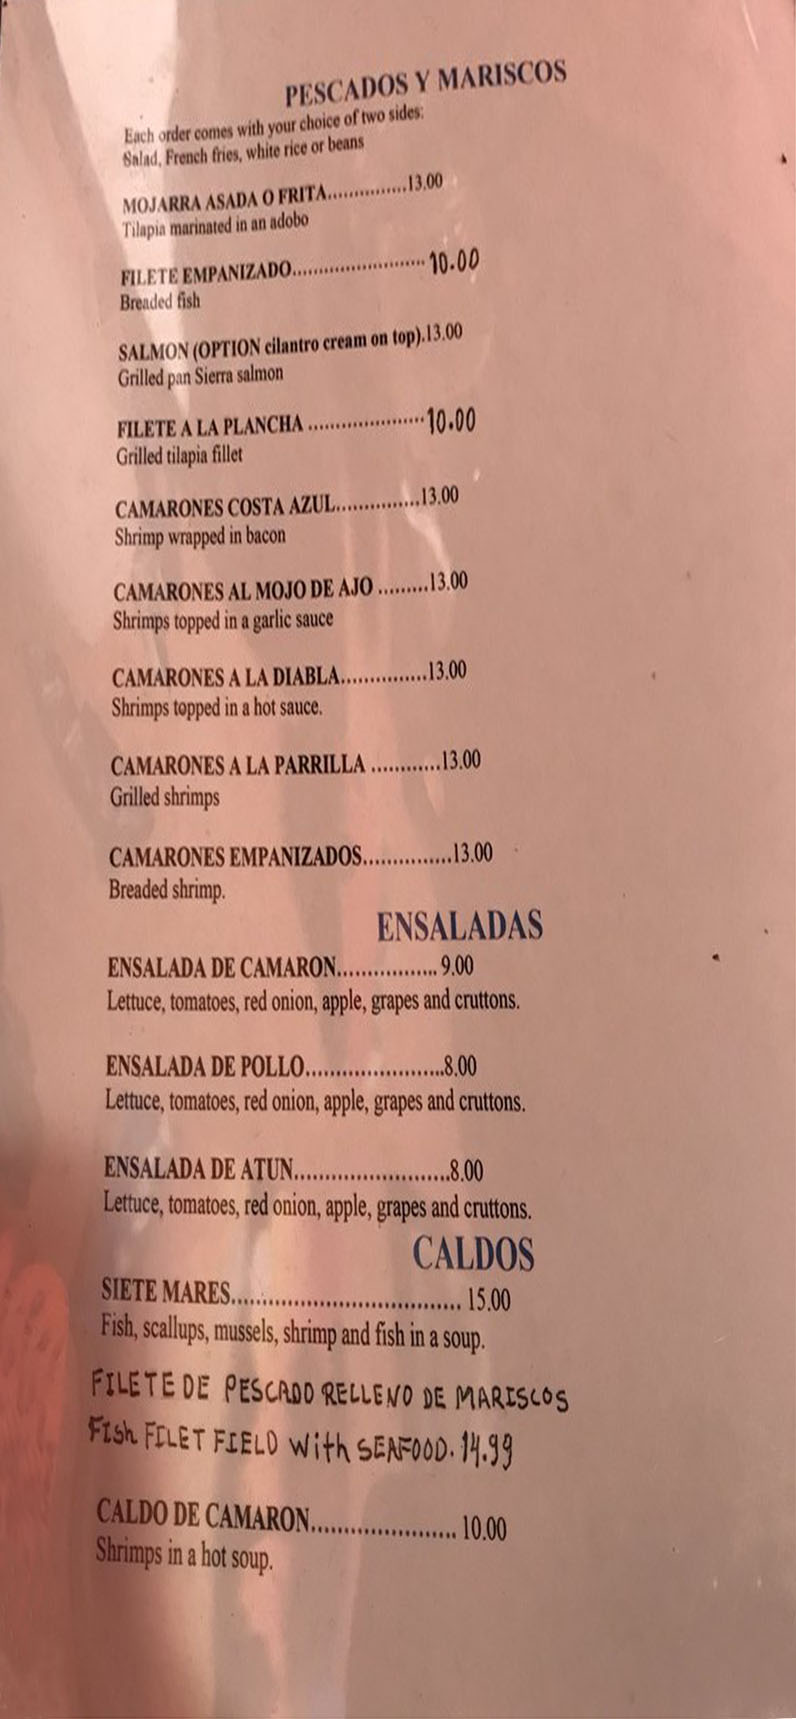 PESCADOS Y MARISCOS
Each order comes with your choice of two sides:
Salad, French fries, white rice or beans
MOJARRA ASADA O FRITA...............13.00
Tilapia marinated in an adobo
FILETE EMPANIZADO.........................10.00
Breaded fish
SALMON (OPTION cilantro cream on top).13.00
Grilled pan Sierra salmon
FILETE A LA PLANCHA ......................10.00
Grilled tilapia fillet
CAMARONES COSTA AZUL...............13.00
Shrimp wrapped in bacon
CAMARONES AL MOJO DE AJO .........13.00
Shrimps topped in a garlic sauce
CAMARONES A LA DIABLA...............13.00
Shrimps topped in a hot sauce.
CAMARONES A LA PARRILLA ............13.00
Grilled shrimps
CAMARONES EMPANIZADOS...............13.00
Breaded shrimp.
ENSALADAS
ENSALADA DE CAMARON.................9.00
Lettuce, tomatoes, red onion, apple, grapes and cruttons.
ENSALADA DE POLLO.......................8.00
Lettuce, tomatoes, red onion, apple, grapes and cruttons.
ENSALADA DE ATUN..........................8.00
Lettuce, tomatoes, red onion, apple, grapes and cruttons.
CALDOS
SIETE MARES.................................... 15.00
Fish, scallups, mussels, shrimp and fish in a soup.
FILETE DE PESCADO RELLENO DE MARISCOS
Fish FILET FIELD with SEAFOOD. 14.99
CALDO DE CAMARON...................... 10.00
Shrimps in a hot soup.